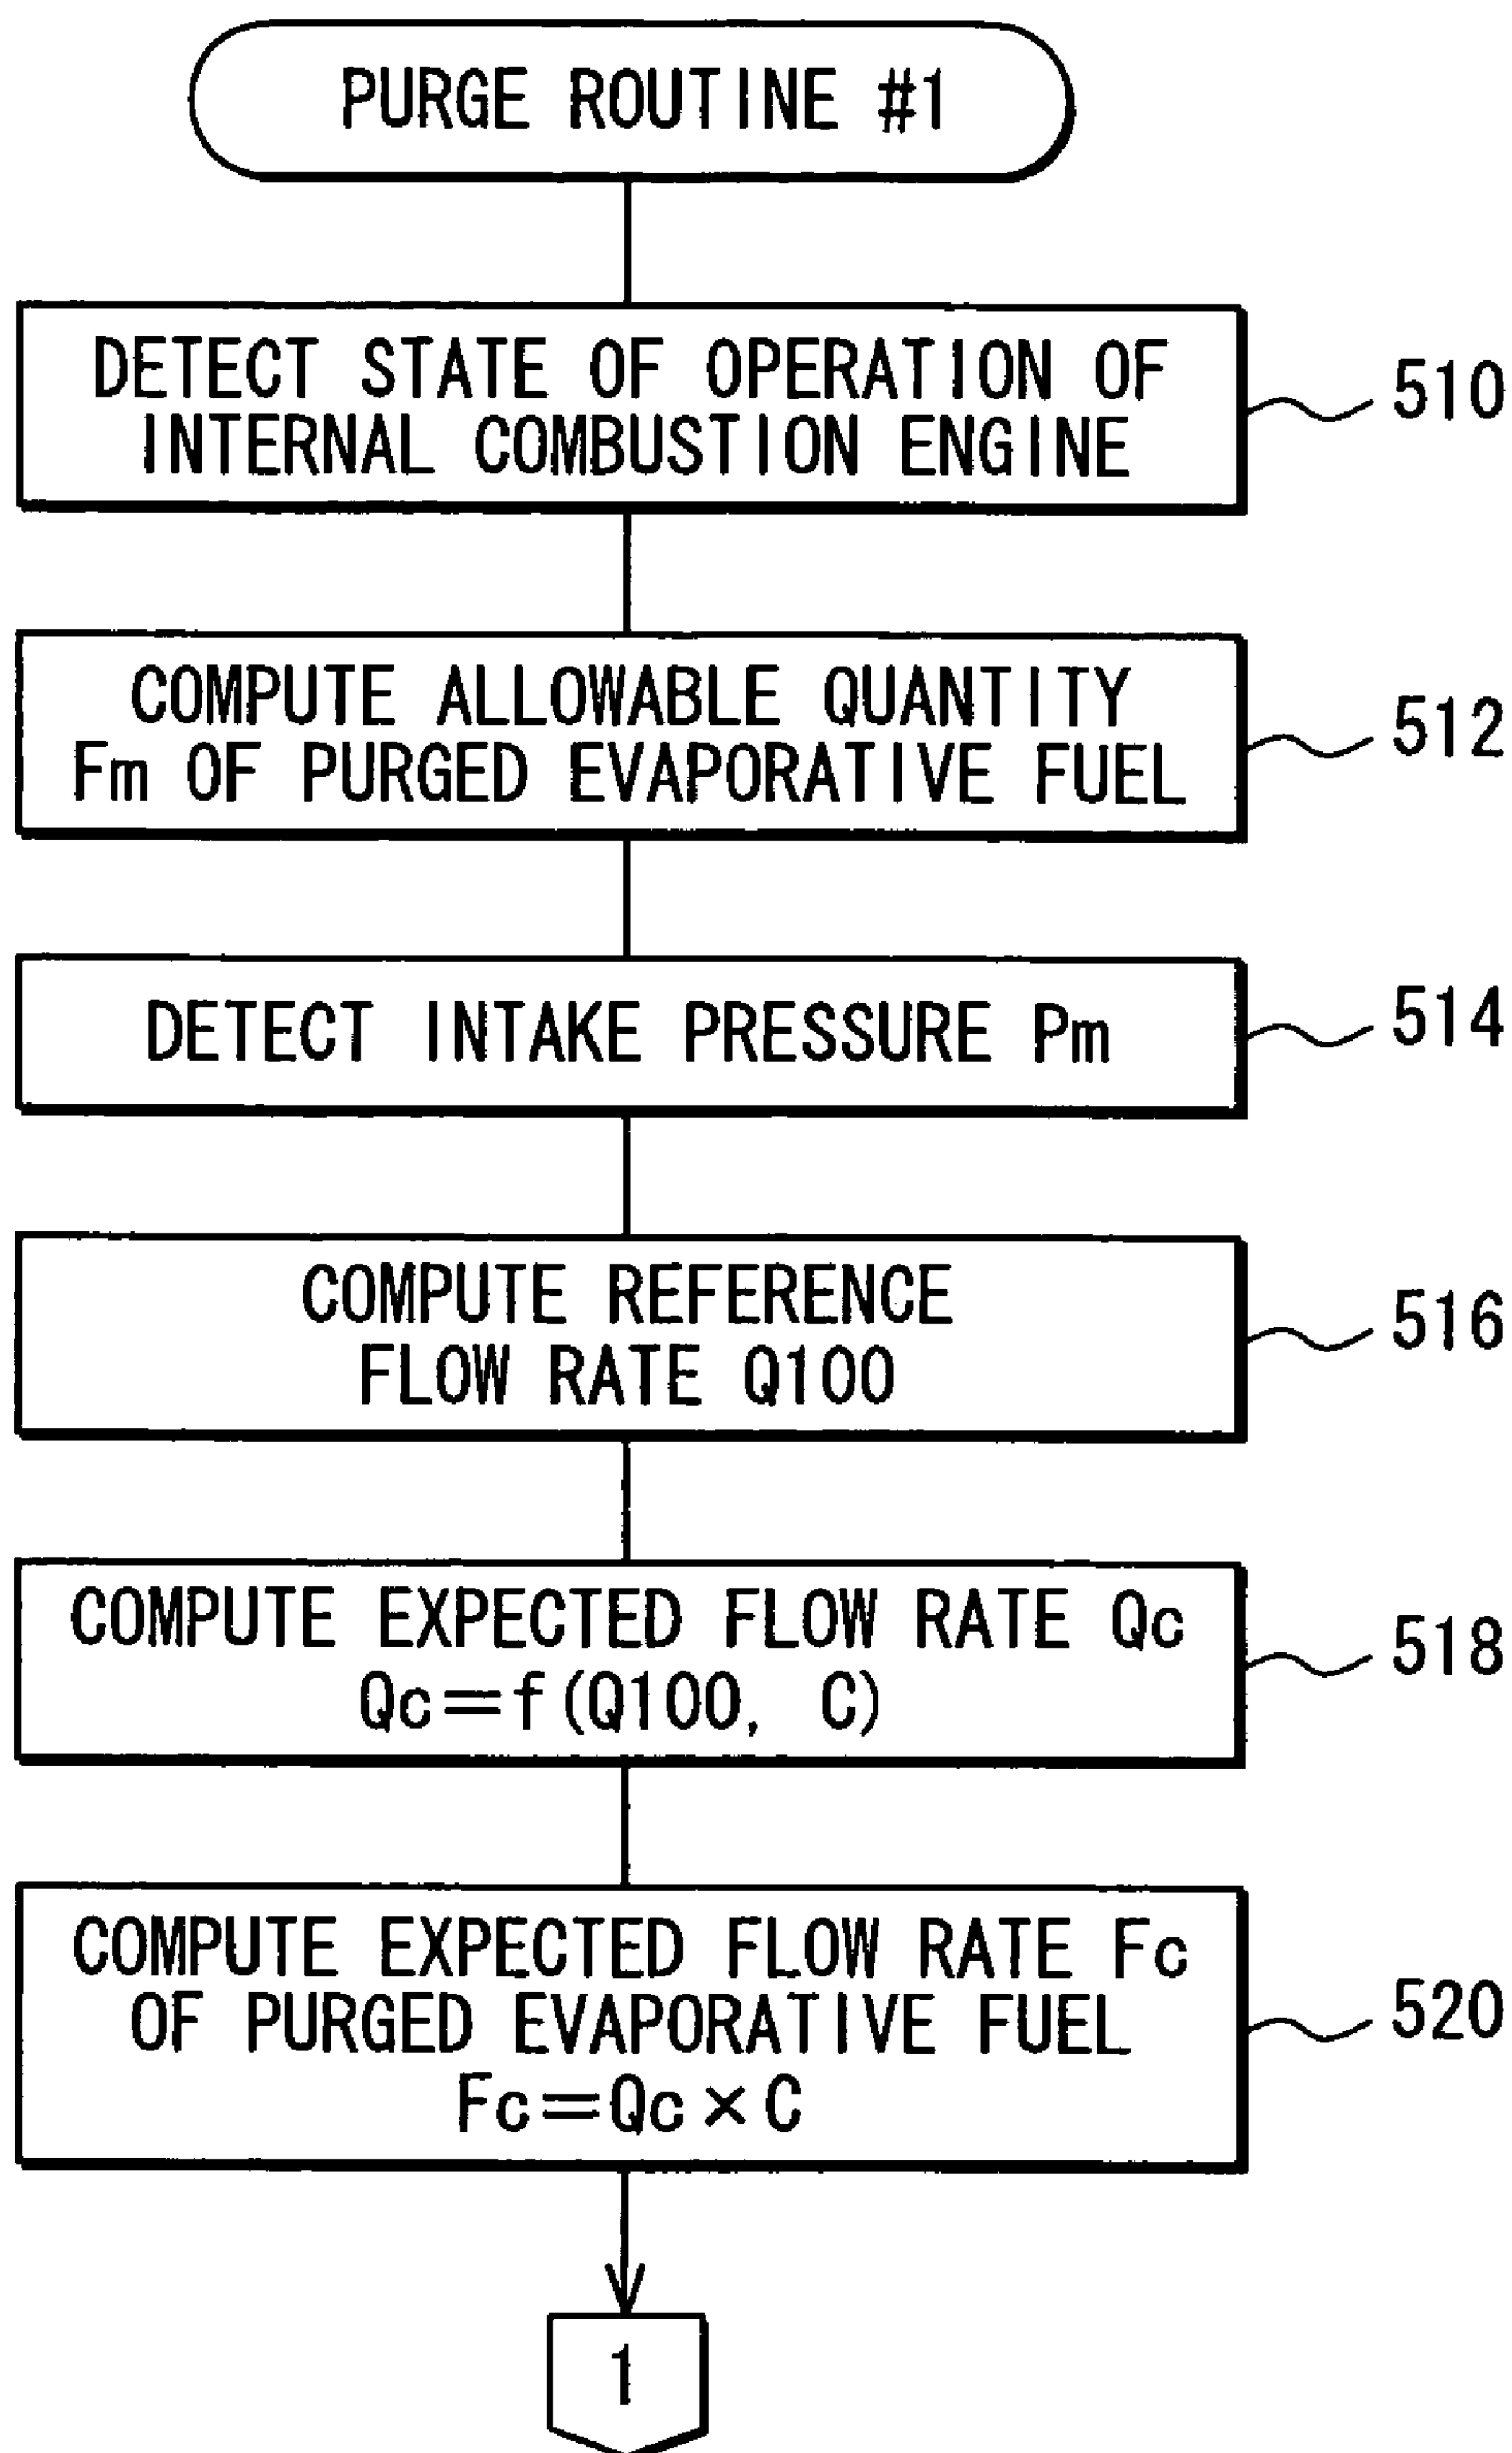 PURGE ROUTINE #1
DETECT STATE OF OPERATION OF
INTERNAL COMBUSTION ENGINE
510
COMPUTE ALLOWABLE QUANTITY
Fm OF PURGED EVAPORATIVE FUEL
512
DETECT INTAKE PRESSURE Pm
514
COMPUTE REFERENCE
FLOW RATE Q100
516
COMPUTE EXPECTED FLOW RATE Qc
Qc=f(Q100, C)
518
COMPUTE EXPECTED FLOW RATE Fc
OF PURGED EVAPORATIVE FUEL
Fc=Qc×C
520
1